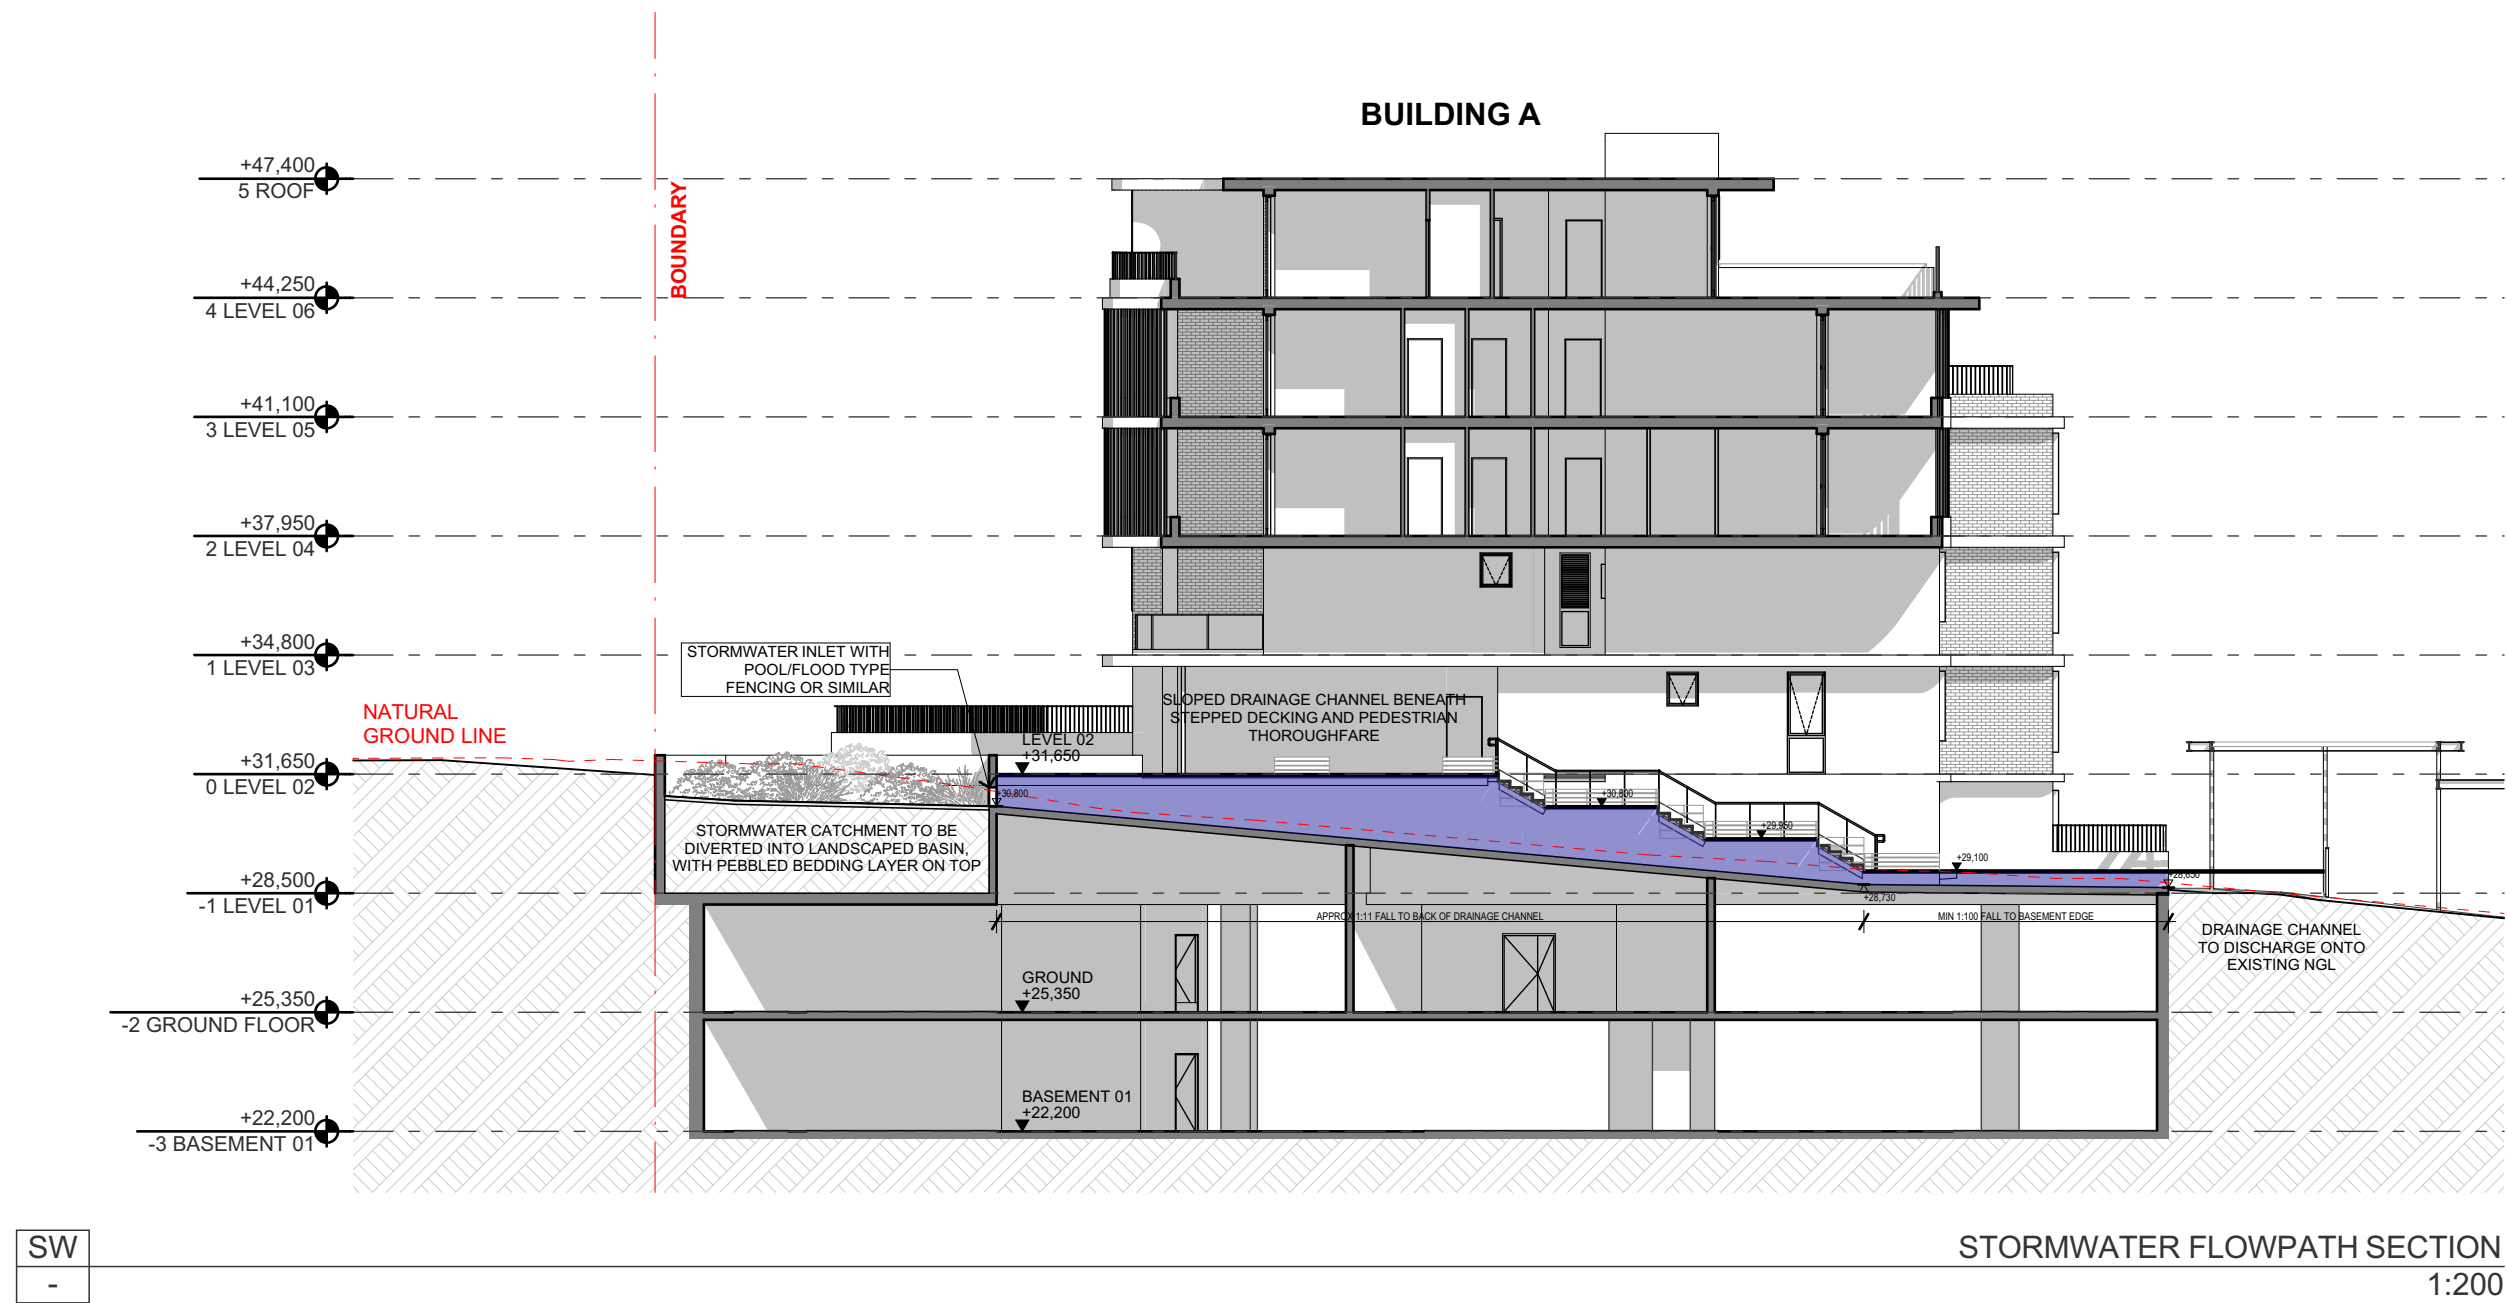 BUILDING A
+47,400
5 ROOF
BOUNDARY
+44,250
4 LEVEL 06
+41,100
3 LEVEL 05
+37,950
2 LEVEL 04
+34,800
1 LEVEL 03
STORMWATER INLET WITH
POOL/FLOOD TYPE
FENCING OR SIMILAR
SLOPED DRAINAGE CHANNEL BENEATH
STEPPED DECKING AND PEDESTRIAN
THOROUGHFARE
NATURAL
GROUND LINE
LEVEL 02
+31,650
+31,650
0 LEVEL 02
+30,800
+30,800
+29,950
+29,100
+28,650
+28,730
STORMWATER CATCHMENT TO BE
DIVERTED INTO LANDSCAPED BASIN,
WITH PEBBLED BEDDING LAYER ON TOP
+28,500
-1 LEVEL 01
APPROX 1:11 FALL TO BACK OF DRAINAGE CHANNEL
MIN 1:100 FALL TO BASEMENT EDGE
DRAINAGE CHANNEL
TO DISCHARGE ONTO
EXISTING NGL
GROUND
+25,350
+25,350
-2 GROUND FLOOR
BASEMENT 01
+22,200
+22,200
-3 BASEMENT 01
SW
-
STORMWATER FLOWPATH SECTION
1:200